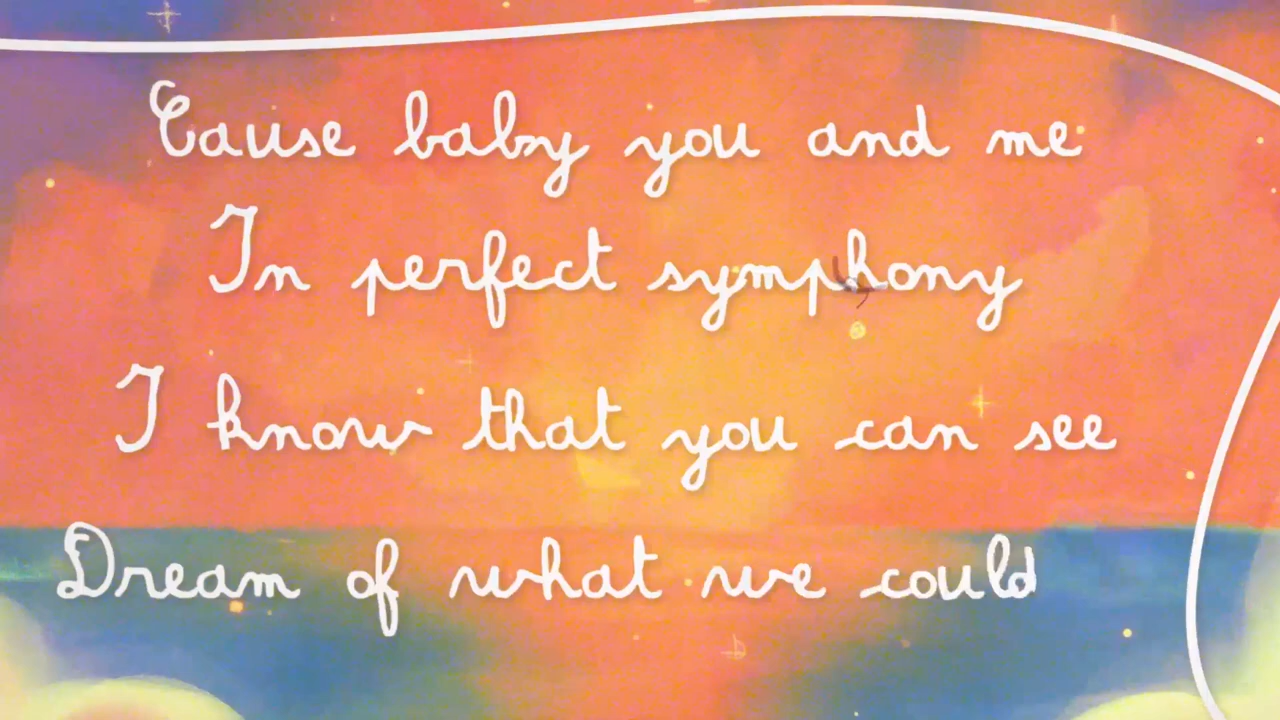 Cause baby you and me
In perfect symphony
I know that you can see
Dream of what we could